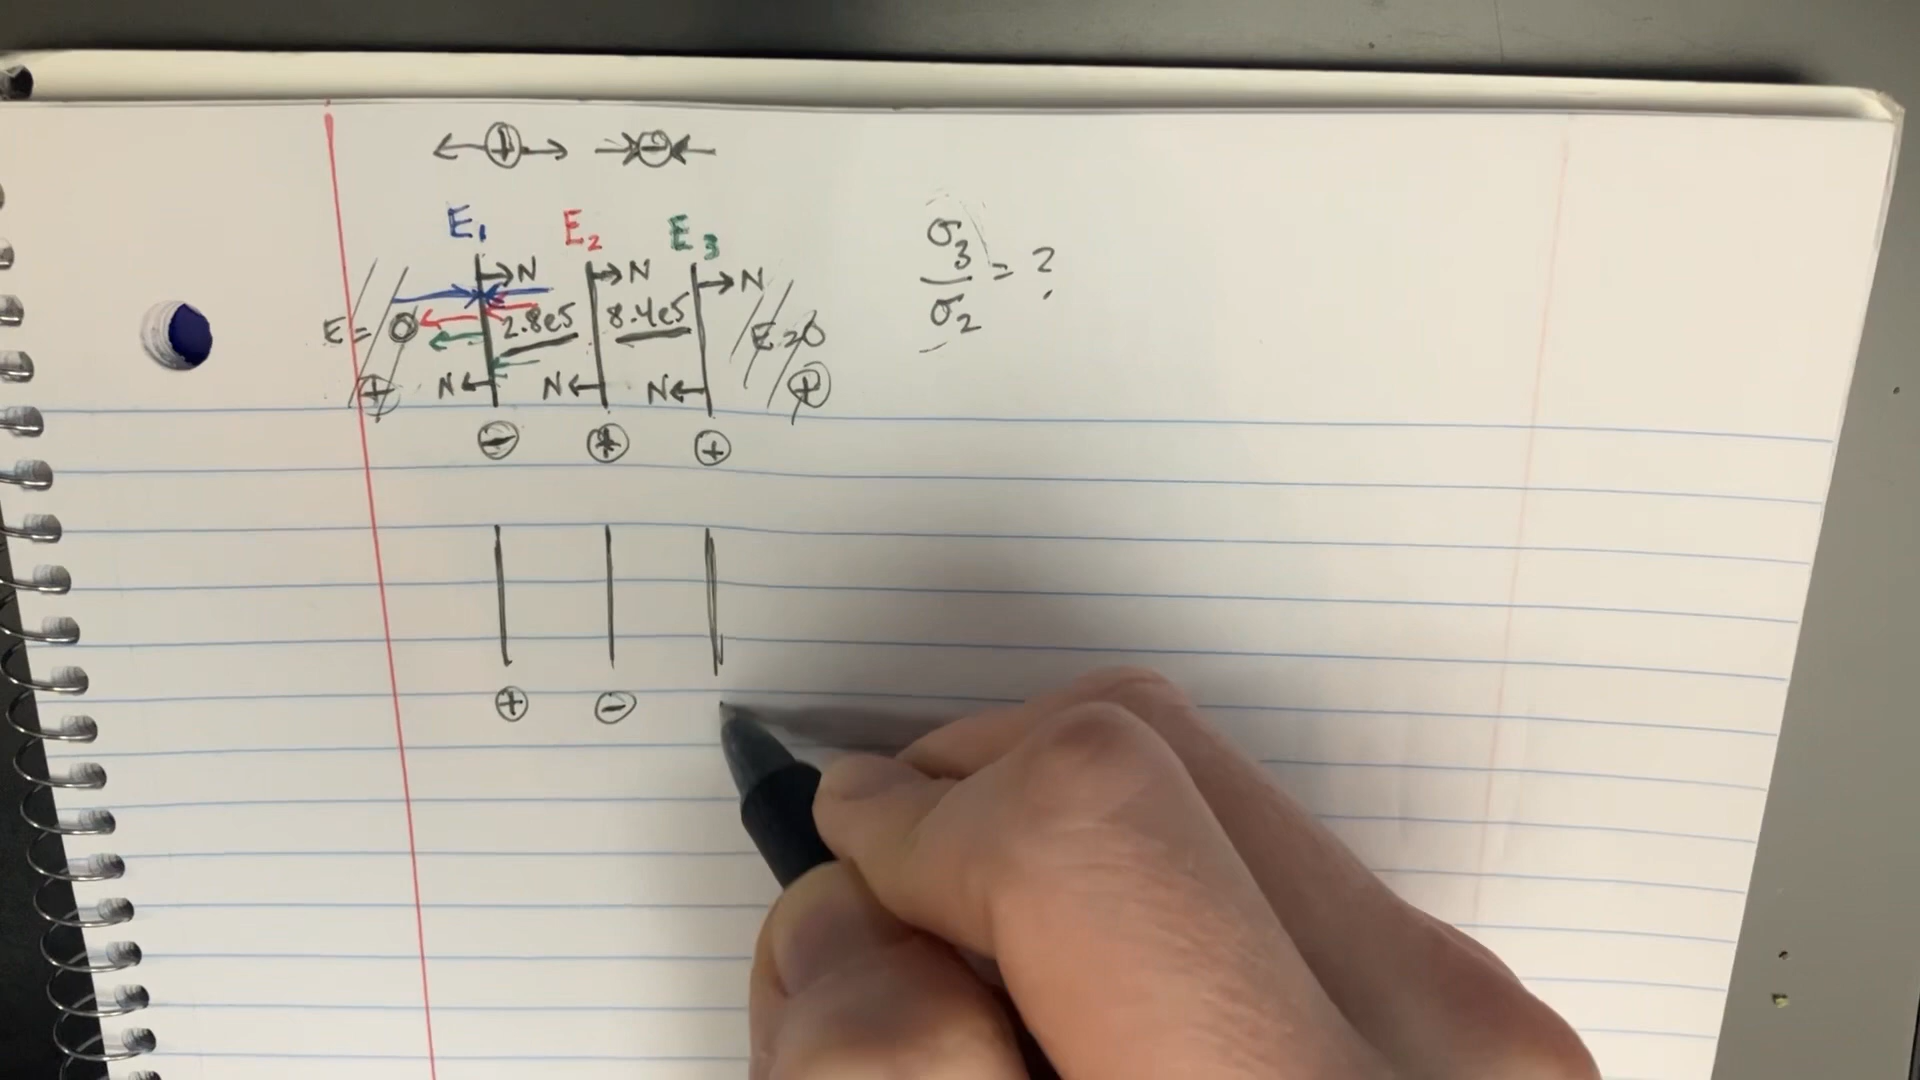 ← ⊕ → → ⊖ ←
E₁ E₂ E₃
N N N
E = 0 2.8e5 8.4e5 E = 0
N N N
⊕ ⊕
⊖ ⊕ ⊕
σ₃
— = ?
σ₂
⊕ ⊖